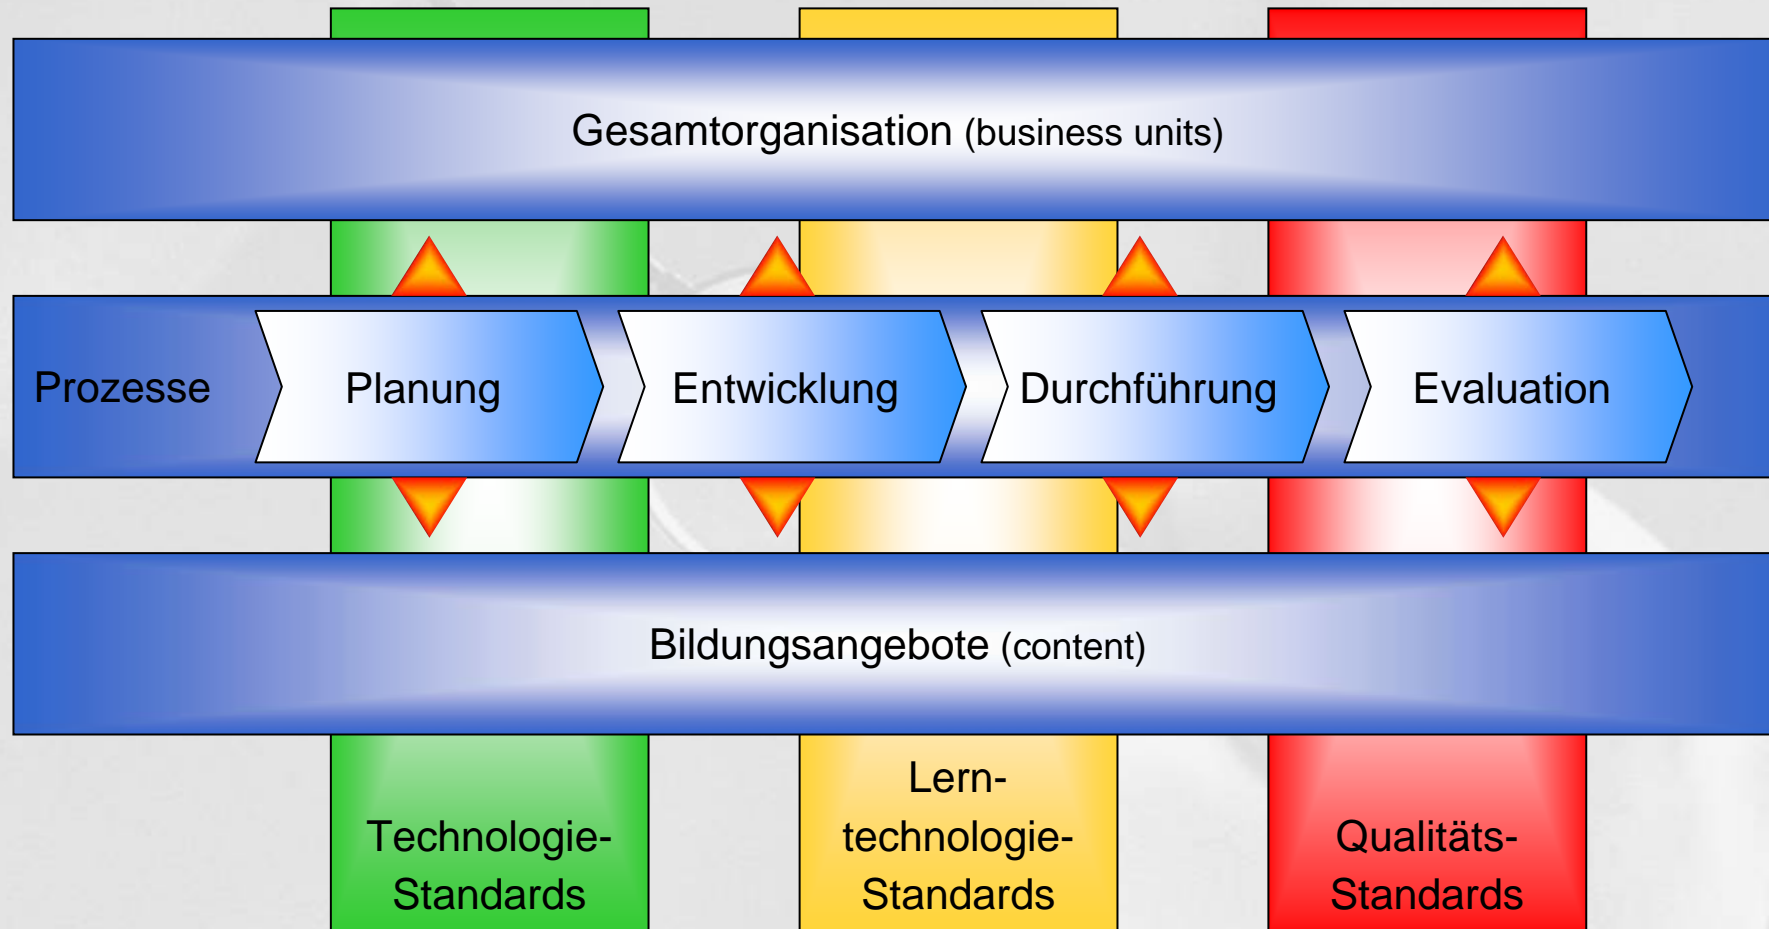 Gesamtorganisation (business units)
Prozesse
Planung
Entwicklung
Durchführung
Evaluation
Bildungsangebote (content)
Technologie-
Standards
Lern-
technologie-
Standards
Qualitäts-
Standards